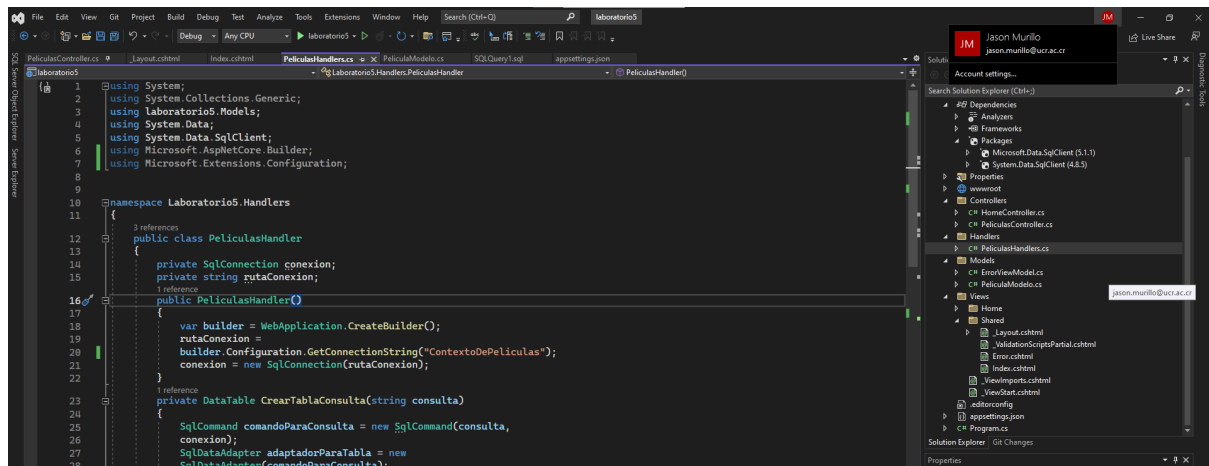 File Edit View Git Project Build Debug Test Analyze Tools Extensions Window Help Search (Ctrl+Q) laboratorio5 JM
Debug Any CPU laboratorio5 Live Share
PeliculasController.cs _Layout.cshtml Index.cshtml PeliculasHandlers.cs PeliculaModelo.cs SQLQuery1.sql appsettings.json
laboratorio5 Laboratorio5.Handlers.PeliculasHandler PeliculasHandler()
SQL Server Object Explorer Server Explorer
1 using System;
2 using System.Collections.Generic;
3 using laboratorio5.Models;
4 using System.Data;
5 using System.Data.SqlClient;
6 using Microsoft.AspNetCore.Builder;
7 using Microsoft.Extensions.Configuration;
8
9
10 namespace Laboratorio5.Handlers
11 {
3 references
12 public class PeliculasHandler
13 {
14 private SqlConnection conexion;
15 private string rutaConexion;
1 reference
16 public PeliculasHandler()
17 {
18 var builder = WebApplication.CreateBuilder();
19 rutaConexion =
20 builder.Configuration.GetConnectionString("ContextoDePeliculas");
21 conexion = new SqlConnection(rutaConexion);
22 }
1 reference
23 private DataTable CrearTablaConsulta(string consulta)
24 {
25 SqlCommand comandoParaConsulta = new SqlCommand(consulta,
26 conexion);
27 SqlDataAdapter adaptadorParaTabla = new
28 SqlDataAdapter(comandoParaConsulta);
JM Jason Murillo
jason.murillo@ucr.ac.cr
Account settings...
Search Solution Explorer (Ctrl+;)
Dependencies
Analyzers
Frameworks
Packages
Microsoft.Data.SqlClient (5.1.1)
System.Data.SqlClient (4.8.5)
Properties
wwwroot
Controllers
C# HomeController.cs
C# PeliculasController.cs
Handlers
C# PeliculasHandlers.cs
Models
C# ErrorViewModel.cs
C# PeliculaModelo.cs
jason.murillo@ucr.ac.cr
Views
Home
Shared
_Layout.cshtml
_ValidationScriptsPartial.cshtml
Error.cshtml
Index.cshtml
_ViewImports.cshtml
_ViewStart.cshtml
.editorconfig
appsettings.json
C# Program.cs
Solution Explorer Git Changes
Properties
Diagnostic Tools